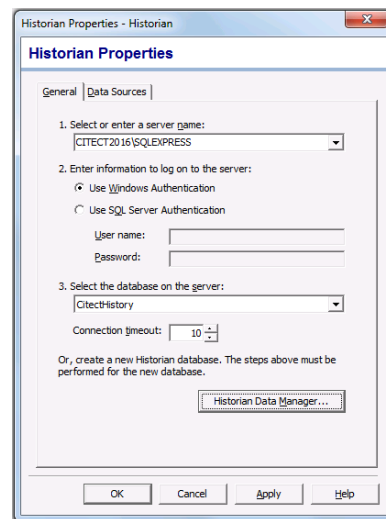 Historian Properties - Historian
Historian Properties
General
Data Sources
1. Select or enter a server name:
CITECT2016\SQLEXPRESS
2. Enter information to log on to the server:
Use Windows Authentication
Use SQL Server Authentication
User name:
Password:
3. Select the database on the server:
CitectHistory
Connection timeout: 10
Or, create a new Historian database. The steps above must be
performed for the new database.
Historian Data Manager...
OK Cancel Apply Help